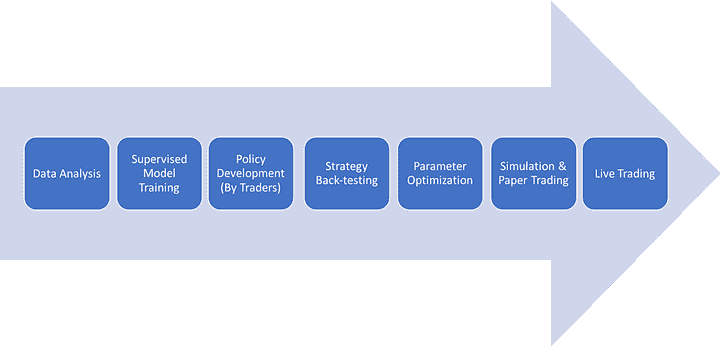 Data Analysis
Supervised
Model
Training
Policy
Development
(By Traders)
Strategy
Back-testing
Parameter
Optimization
Simulation &
Paper Trading
Live Trading